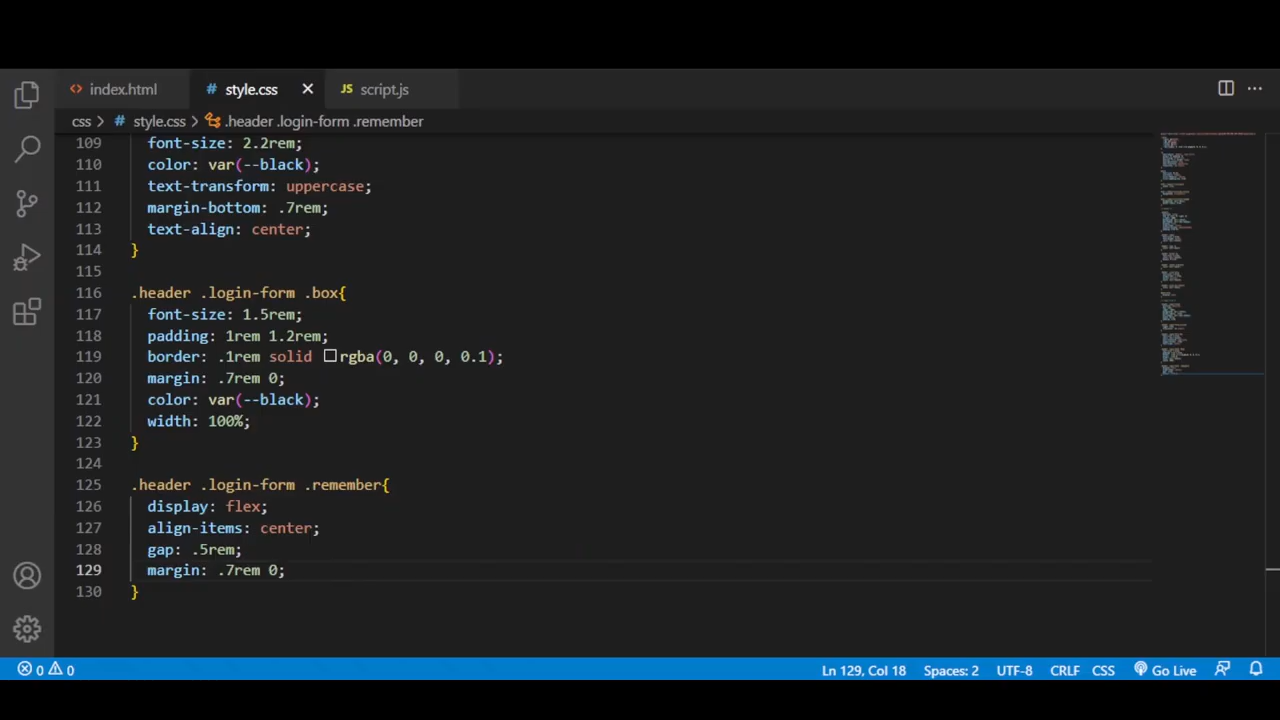 index.html
style.css
JS script.js
css > # style.css > .header .login-form .remember
109 font-size: 2.2rem;
110 color: var(--black);
111 text-transform: uppercase;
112 margin-bottom: .7rem;
113 text-align: center;
114 }
115
116 .header .login-form .box{
117 font-size: 1.5rem;
118 padding: 1rem 1.2rem;
119 border: .1rem solid rgba(0, 0, 0, 0.1);
120 margin: .7rem 0;
121 color: var(--black);
122 width: 100%;
123 }
124
125 .header .login-form .remember{
126 display: flex;
127 align-items: center;
128 gap: .5rem;
129 margin: .7rem 0;
130 }
0 0 Ln 129, Col 18 Spaces: 2 UTF-8 CRLF CSS Go Live